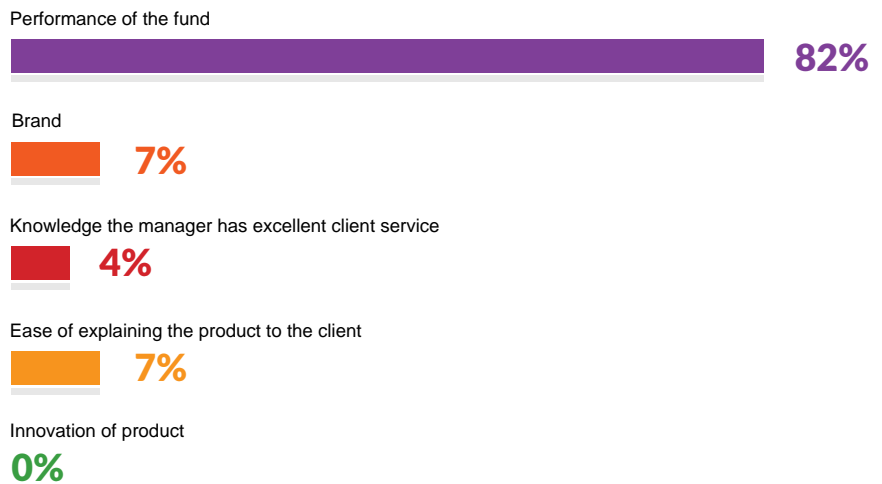 Performance of the fund
82%
Brand
7%
Knowledge the manager has excellent client service
4%
Ease of explaining the product to the client
7%
Innovation of product
0%